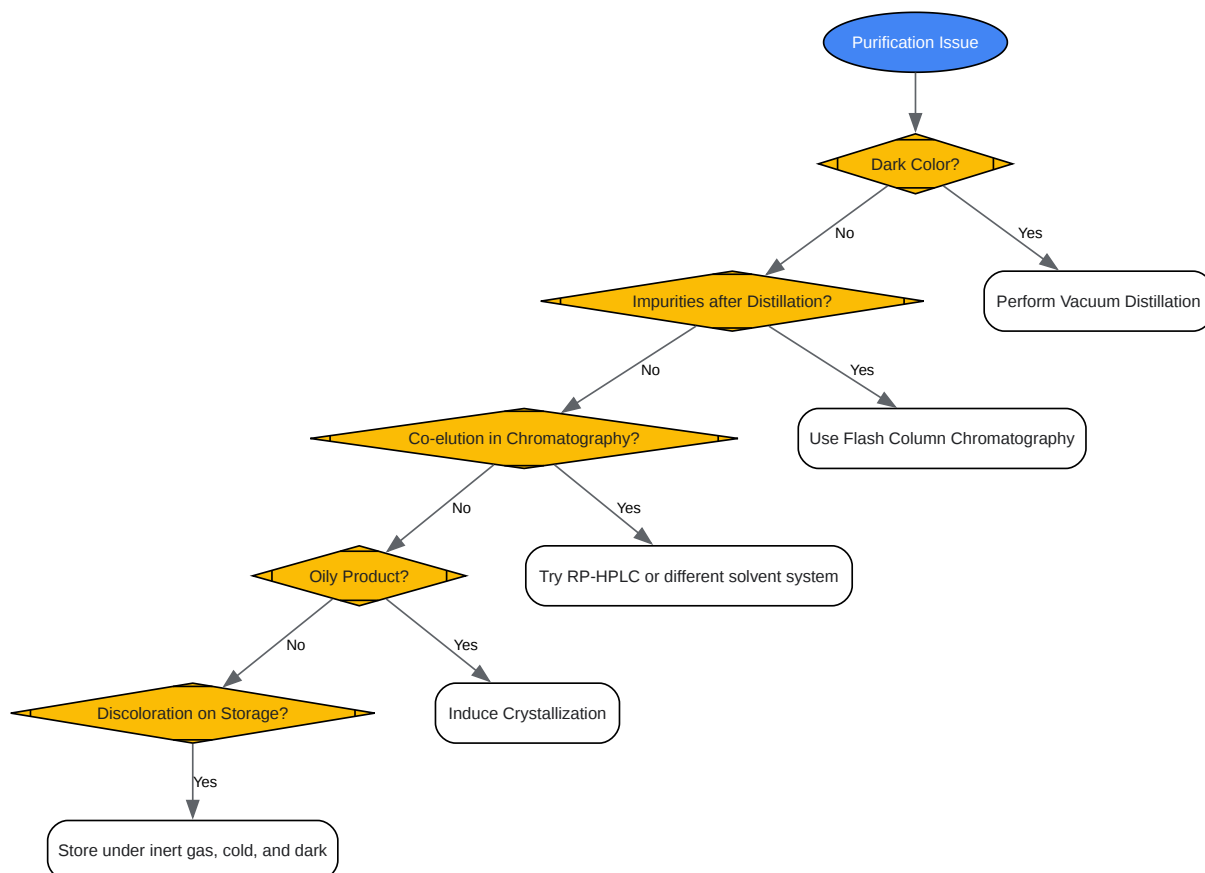 Purification Issue
Dark Color?
No
Yes
Impurities after Distillation?
Perform Vacuum Distillation
No
Yes
Co-elution in Chromatography?
Use Flash Column Chromatography
No
Yes
Oily Product?
Try RP-HPLC or different solvent system
No
Yes
Discoloration on Storage?
Induce Crystallization
Yes
Store under inert gas, cold, and dark